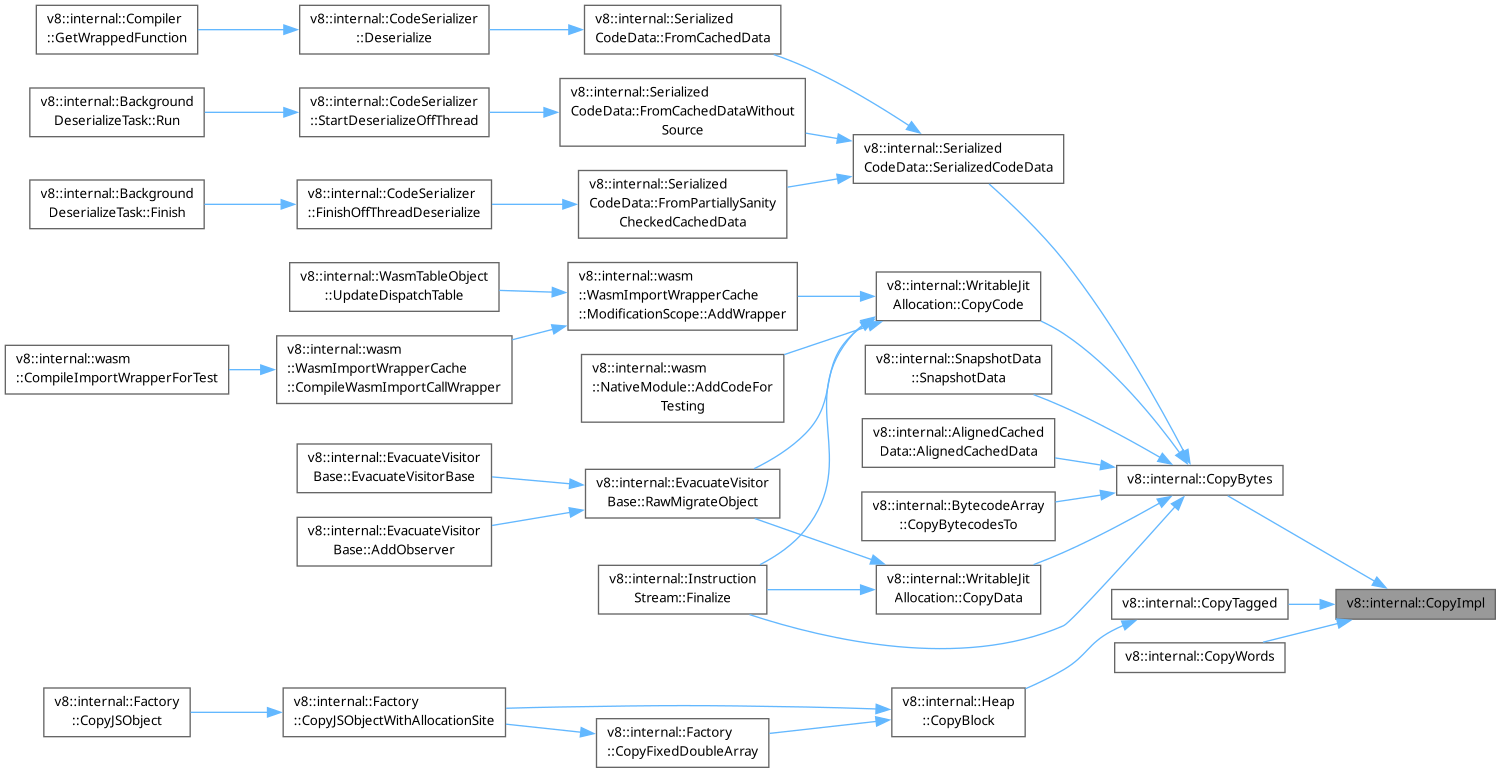 v8::internal::Compiler
::GetWrappedFunction
v8::internal::CodeSerializer
::Deserialize
v8::internal::Serialized
CodeData::FromCachedData
v8::internal::Background
DeserializeTask::Run
v8::internal::CodeSerializer
::StartDeserializeOffThread
v8::internal::Serialized
CodeData::FromCachedDataWithout
Source
v8::internal::Serialized
CodeData::SerializedCodeData
v8::internal::Background
DeserializeTask::Finish
v8::internal::CodeSerializer
::FinishOffThreadDeserialize
v8::internal::Serialized
CodeData::FromPartiallySanity
CheckedCachedData
v8::internal::WasmTableObject
::UpdateDispatchTable
v8::internal::wasm
::WasmImportWrapperCache
::ModificationScope::AddWrapper
v8::internal::WritableJit
Allocation::CopyCode
v8::internal::wasm
::CompileImportWrapperForTest
v8::internal::wasm
::WasmImportWrapperCache
::CompileWasmImportCallWrapper
v8::internal::wasm
::NativeModule::AddCodeFor
Testing
v8::internal::SnapshotData
::SnapshotData
v8::internal::AlignedCached
Data::AlignedCachedData
v8::internal::EvacuateVisitor
Base::EvacuateVisitorBase
v8::internal::EvacuateVisitor
Base::RawMigrateObject
v8::internal::CopyBytes
v8::internal::BytecodeArray
::CopyBytecodesTo
v8::internal::EvacuateVisitor
Base::AddObserver
v8::internal::Instruction
Stream::Finalize
v8::internal::WritableJit
Allocation::CopyData
v8::internal::CopyTagged
v8::internal::CopyImpl
v8::internal::CopyWords
v8::internal::Factory
::CopyJSObject
v8::internal::Factory
::CopyJSObjectWithAllocationSite
v8::internal::Heap
::CopyBlock
v8::internal::Factory
::CopyFixedDoubleArray